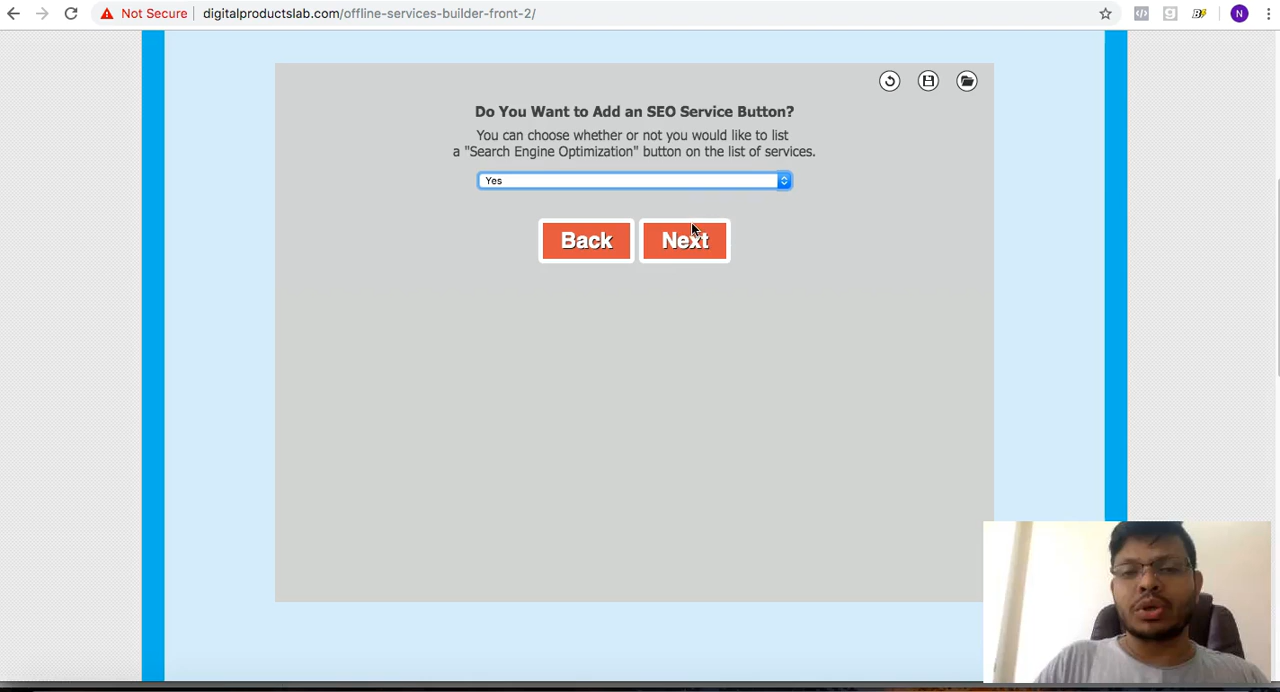 Not Secure
digitalproductslab.com/offline-services-builder-front-2/
N
Do You Want to Add an SEO Service Button?
You can choose whether or not you would like to list
a "Search Engine Optimization" button on the list of services.
Yes
Back
Next